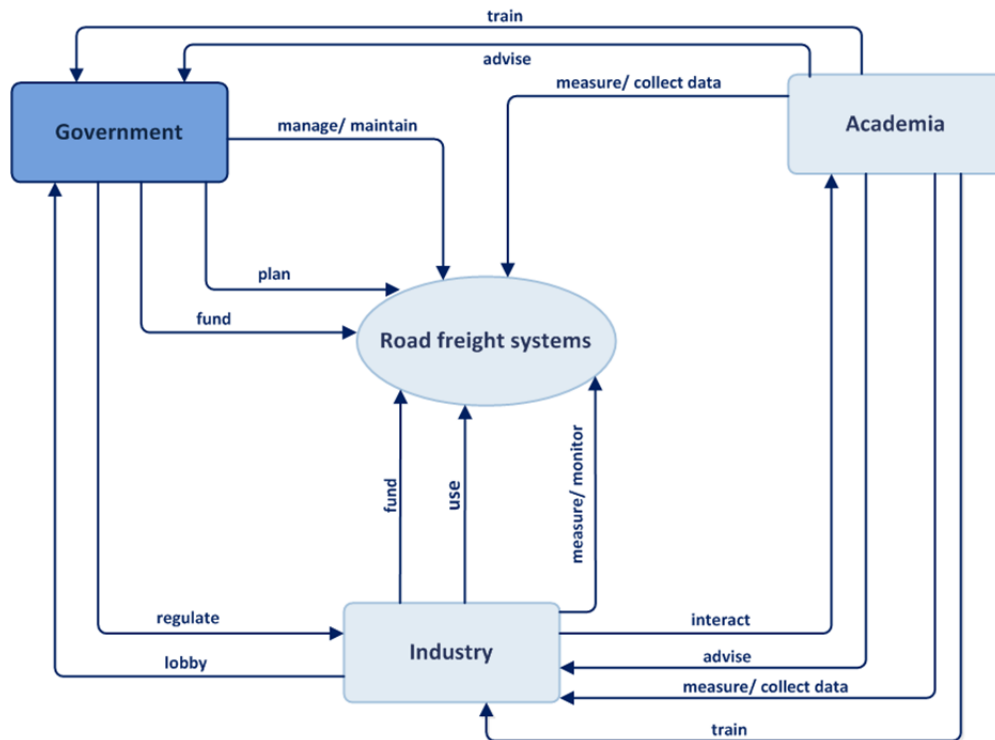 train
advise
measure/ collect data
Government
manage/ maintain
Academia
plan
fund
Road freight systems
fund
use
measure/ monitor
regulate
interact
Industry
lobby
advise
measure/ collect data
train